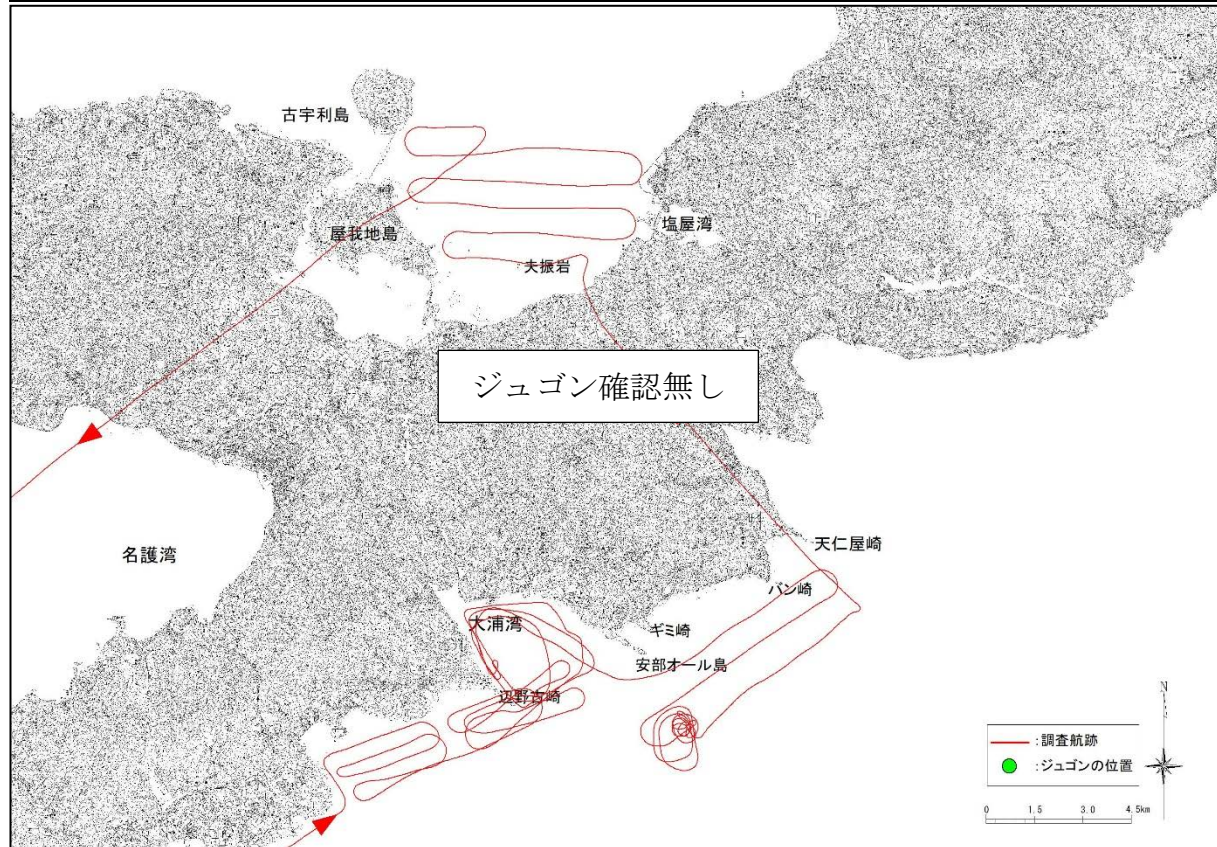 古宇利島
屋我地島
塩屋湾
夫振岩
ジュゴン確認無し
名護湾
天仁屋崎
バン崎
大浦湾
ギミ崎
安部オール島
辺野古崎
N
:調査航跡
:ジュゴンの位置
0 1.5 3.0 4.5km